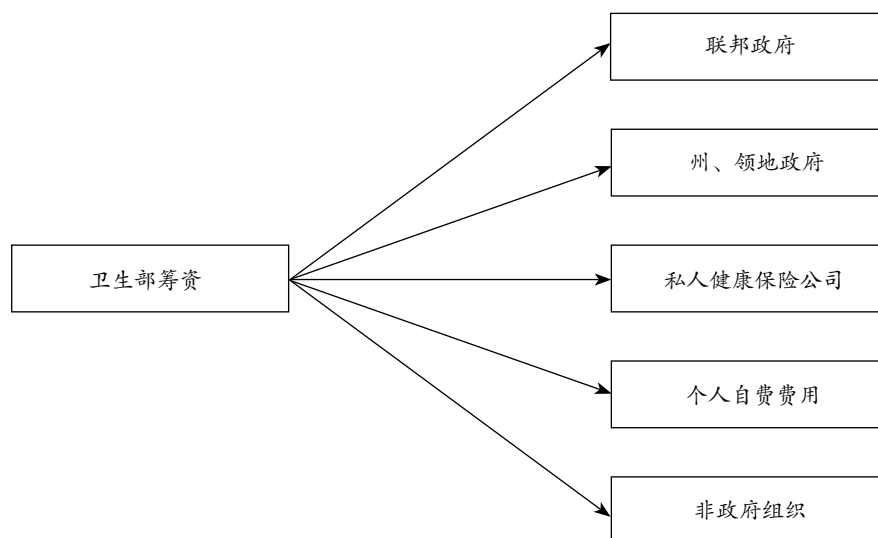 联邦政府
州、领地政府
卫生部筹资
私人健康保险公司
个人自费费用
非政府组织